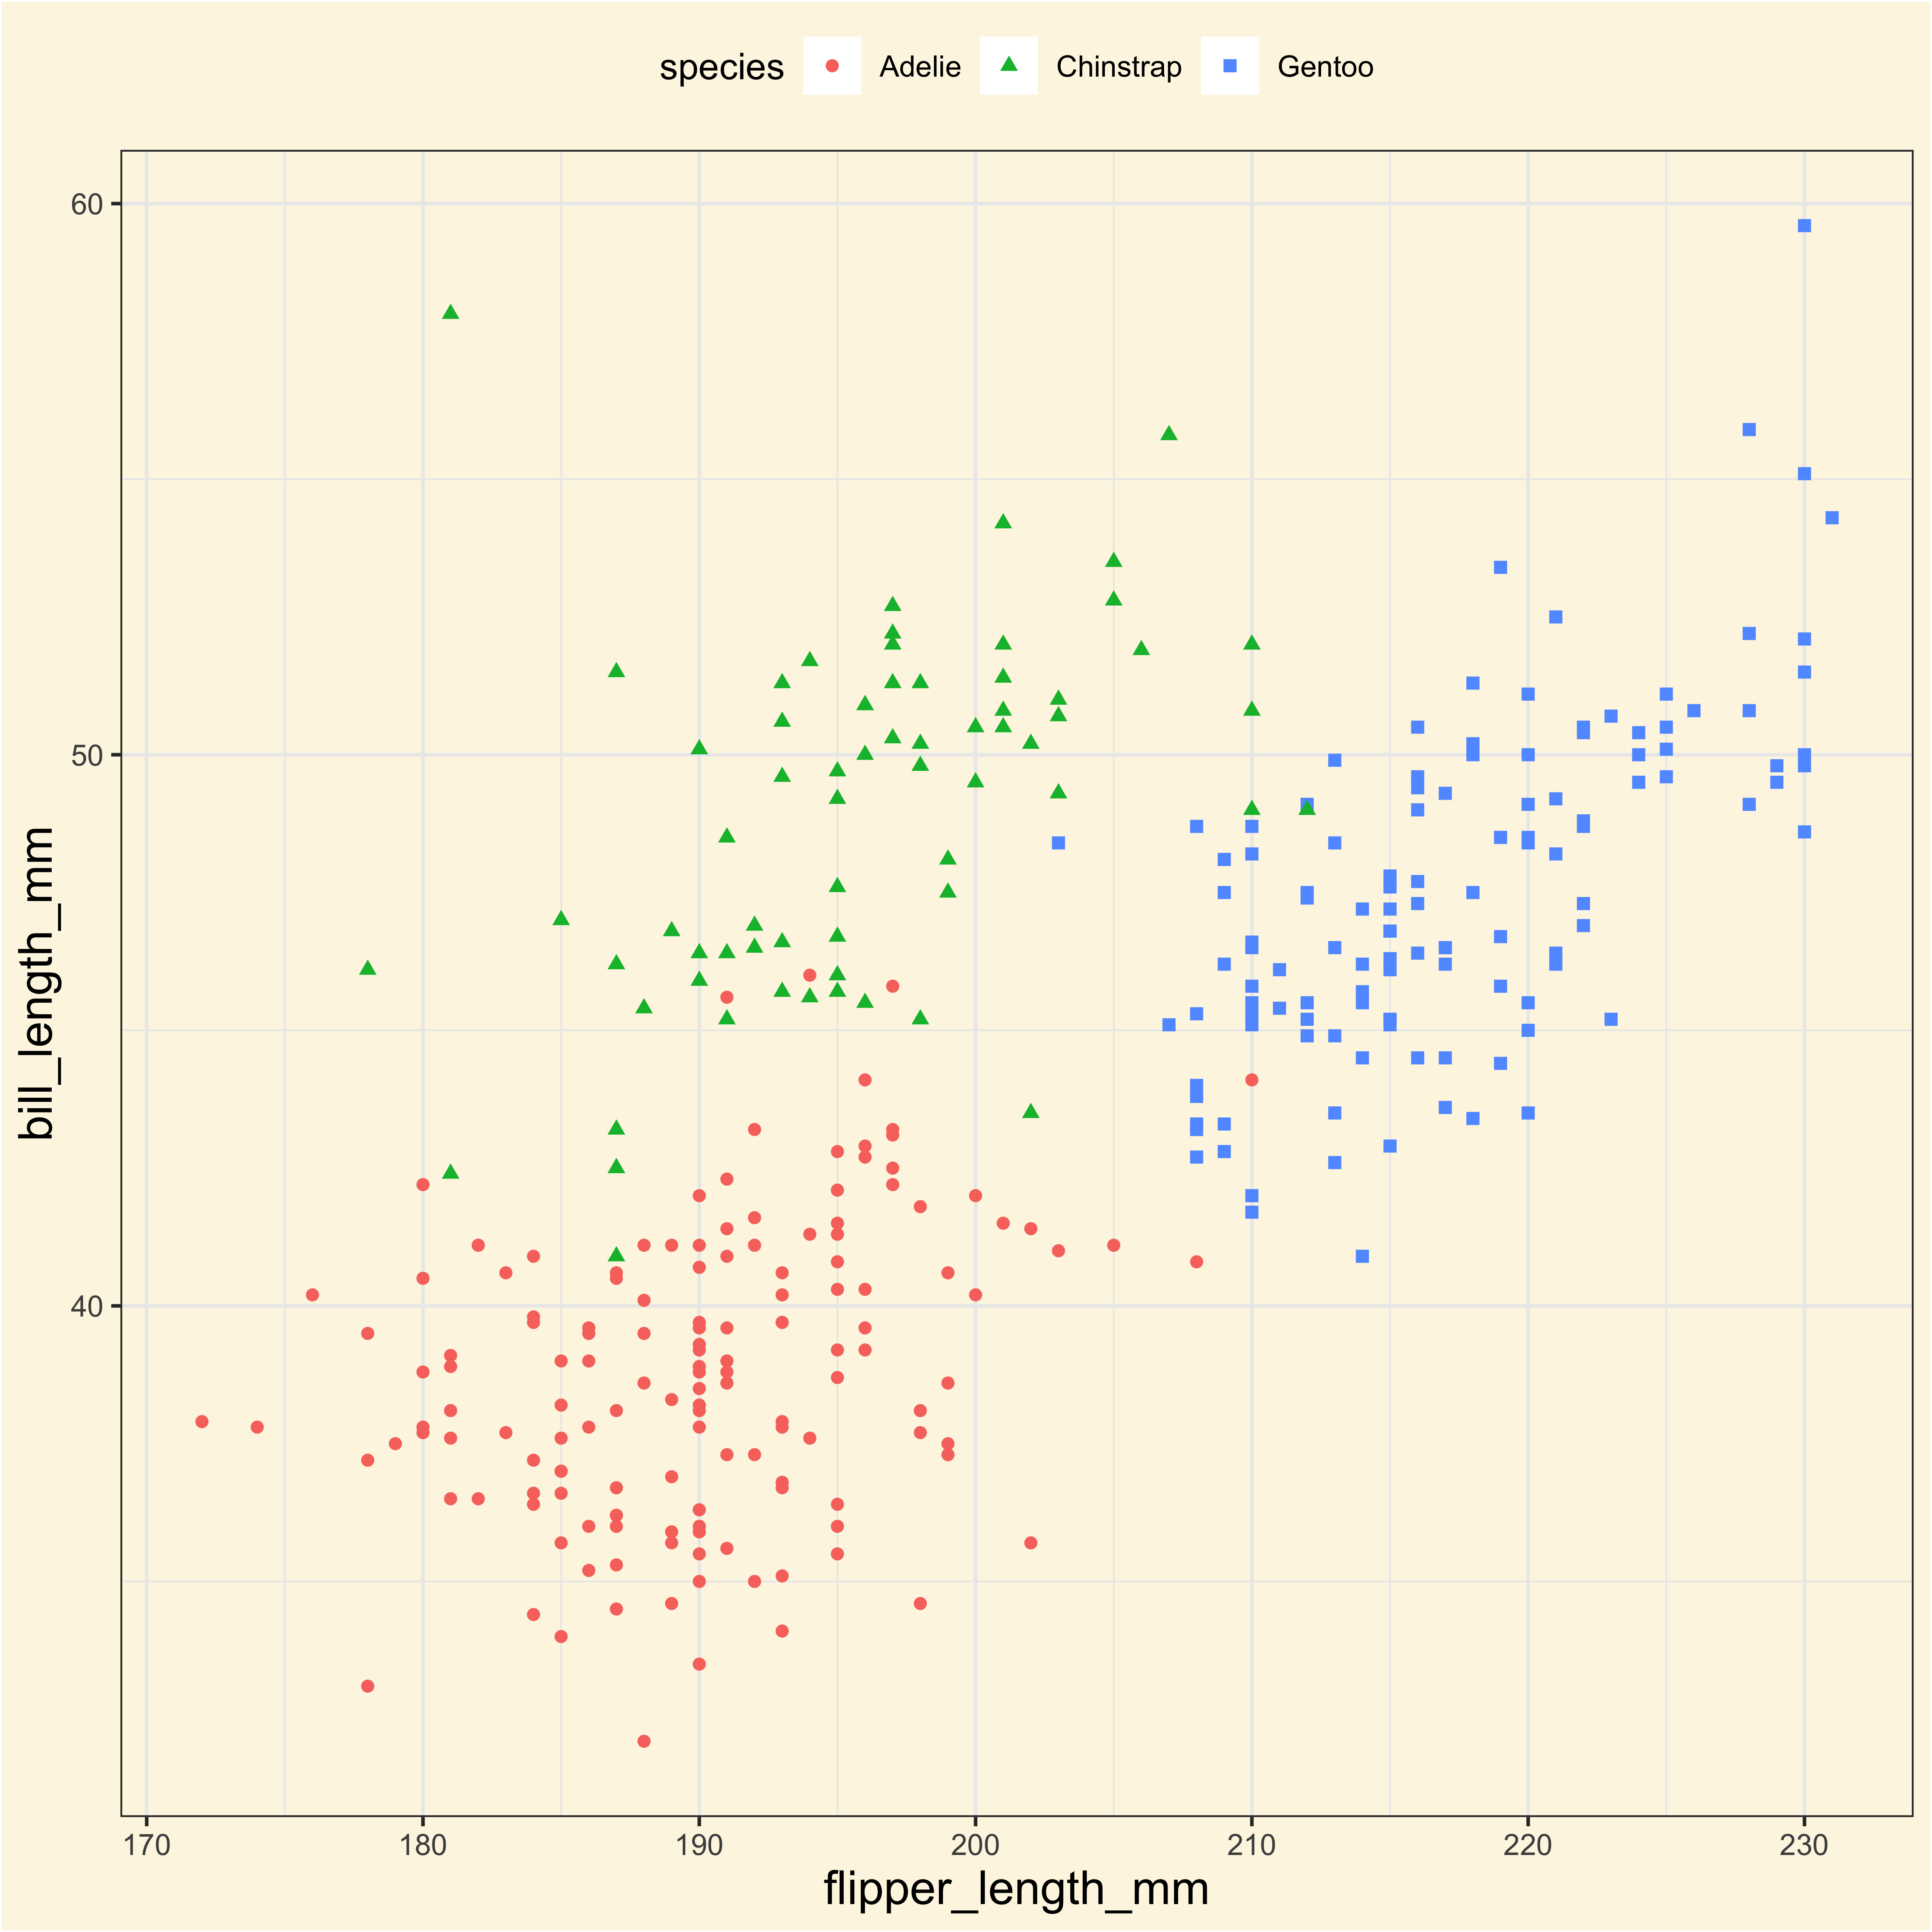 species Adelie Chinstrap Gentoo
60
50
40
bill_length_mm
170 180 190 200 210 220 230
flipper_length_mm